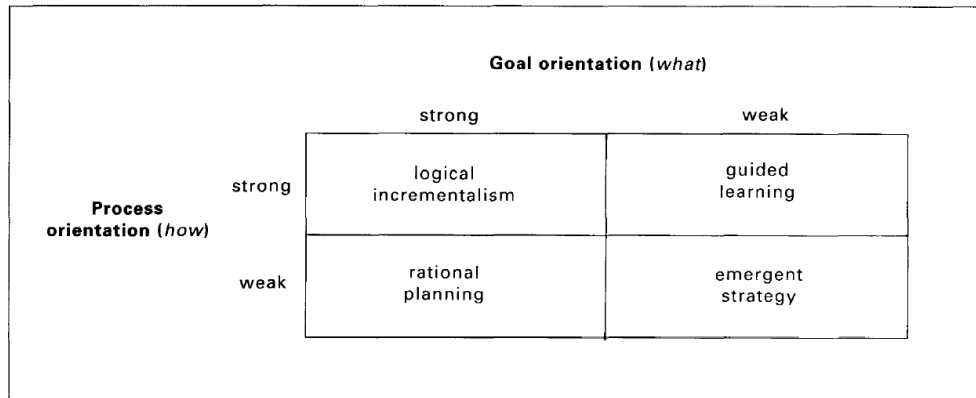 Goal orientation (what)
strong weak
logical
incrementalism
guided
learning
strong
Process
orientation (how)
weak
rational
planning
emergent
strategy